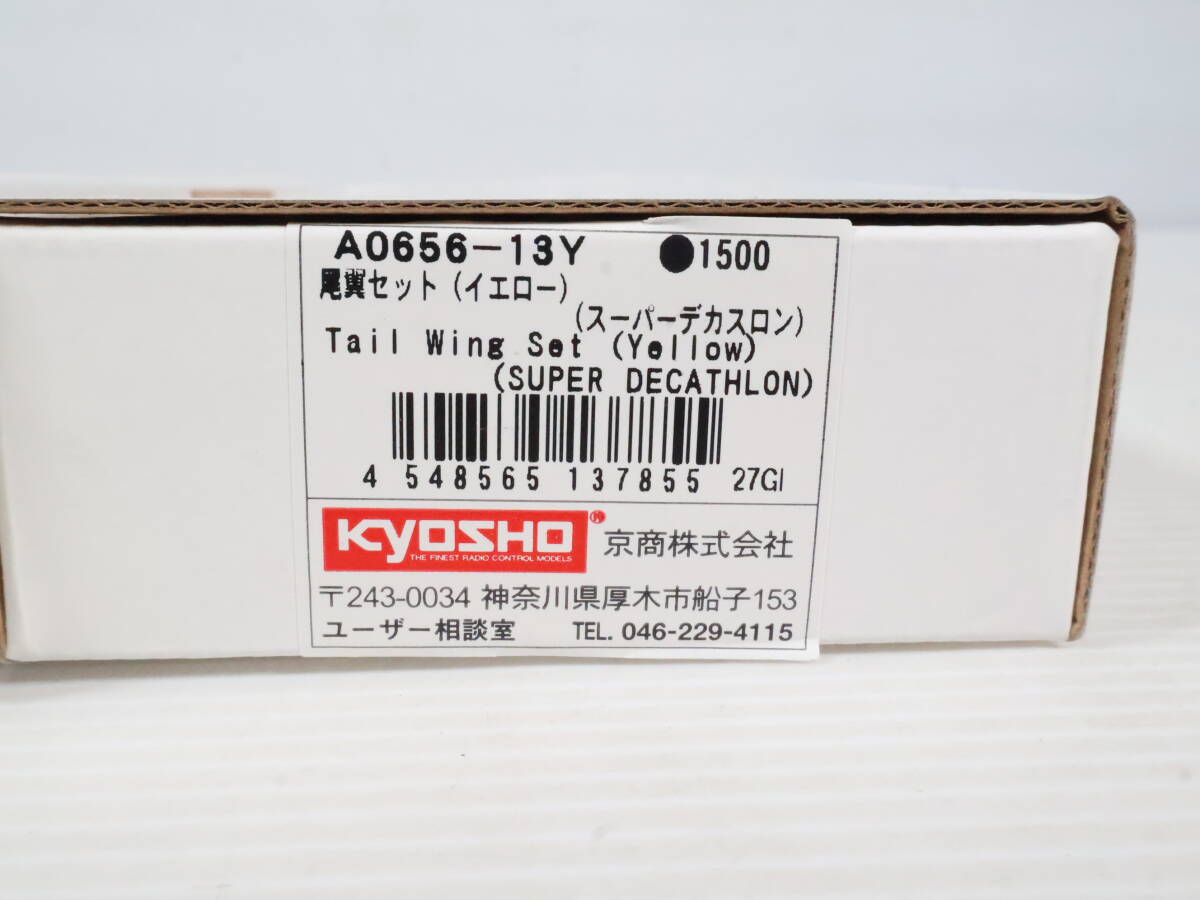 A0656-13Y ●1500
尾翼セット(イエロー)
(スーパーデカスロン)
Tail Wing Set (Yellow)
(SUPER DECATHLON)
4 548565 137855 27GI
KYOSHO® 京商株式会社
THE FINEST RADIO CONTROL MODELS
〒243-0034 神奈川県厚木市船子153
ユーザー相談室 TEL. 046-229-4115